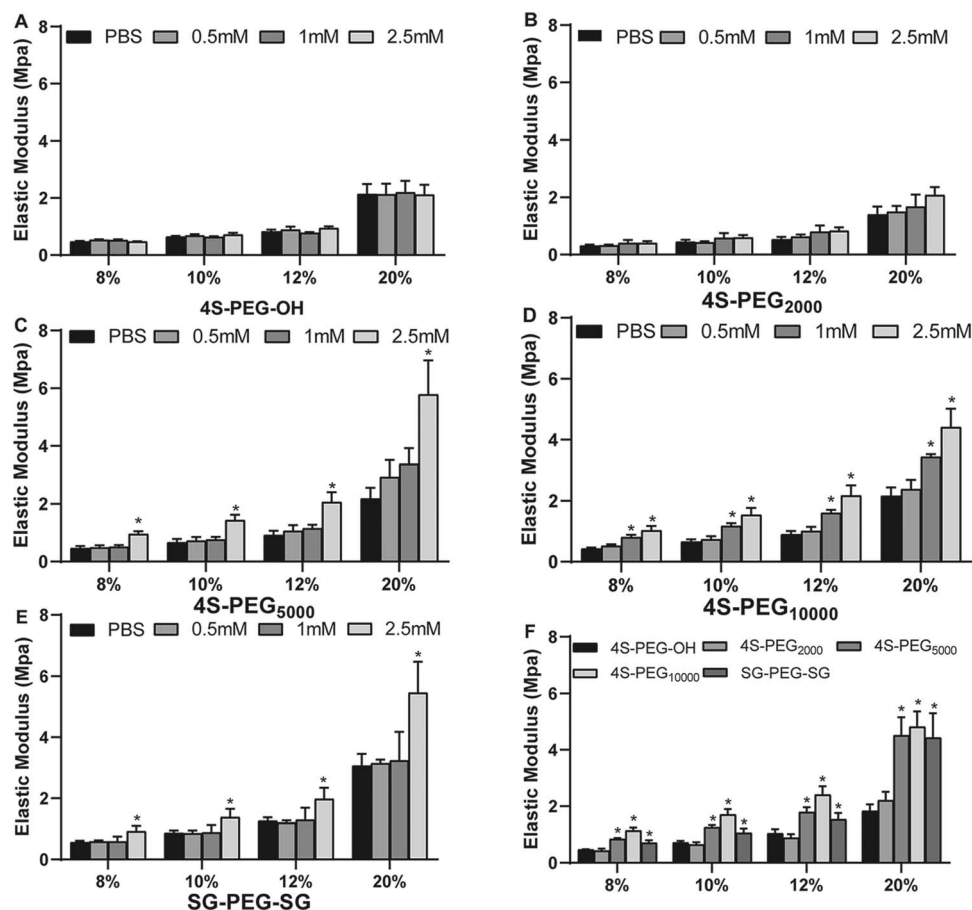 A
Elastic Modulus (Mpa)
PBS 0.5mM 1mM 2.5mM
8
6
4
2
0
8% 10% 12% 20%
4S-PEG-OH
B
Elastic Modulus (Mpa)
PBS 0.5mM 1mM 2.5mM
8
6
4
2
0
8% 10% 12% 20%
4S-PEG2000
C
Elastic Modulus (Mpa)
PBS 0.5mM 1mM 2.5mM
8
6
4
2
0
* * * *
8% 10% 12% 20%
4S-PEG5000
D
Elastic Modulus (Mpa)
PBS 0.5mM 1mM 2.5mM
8
6
4
2
0
* * * * * * * *
8% 10% 12% 20%
4S-PEG10000
E
Elastic Modulus (Mpa)
PBS 0.5mM 1mM 2.5mM
8
6
4
2
0
* * * *
8% 10% 12% 20%
SG-PEG-SG
F
Elastic Modulus (Mpa)
4S-PEG-OH 4S-PEG2000 4S-PEG5000
4S-PEG10000 SG-PEG-SG
8
6
4
2
0
* * * * * * * * * * * *
8% 10% 12% 20%